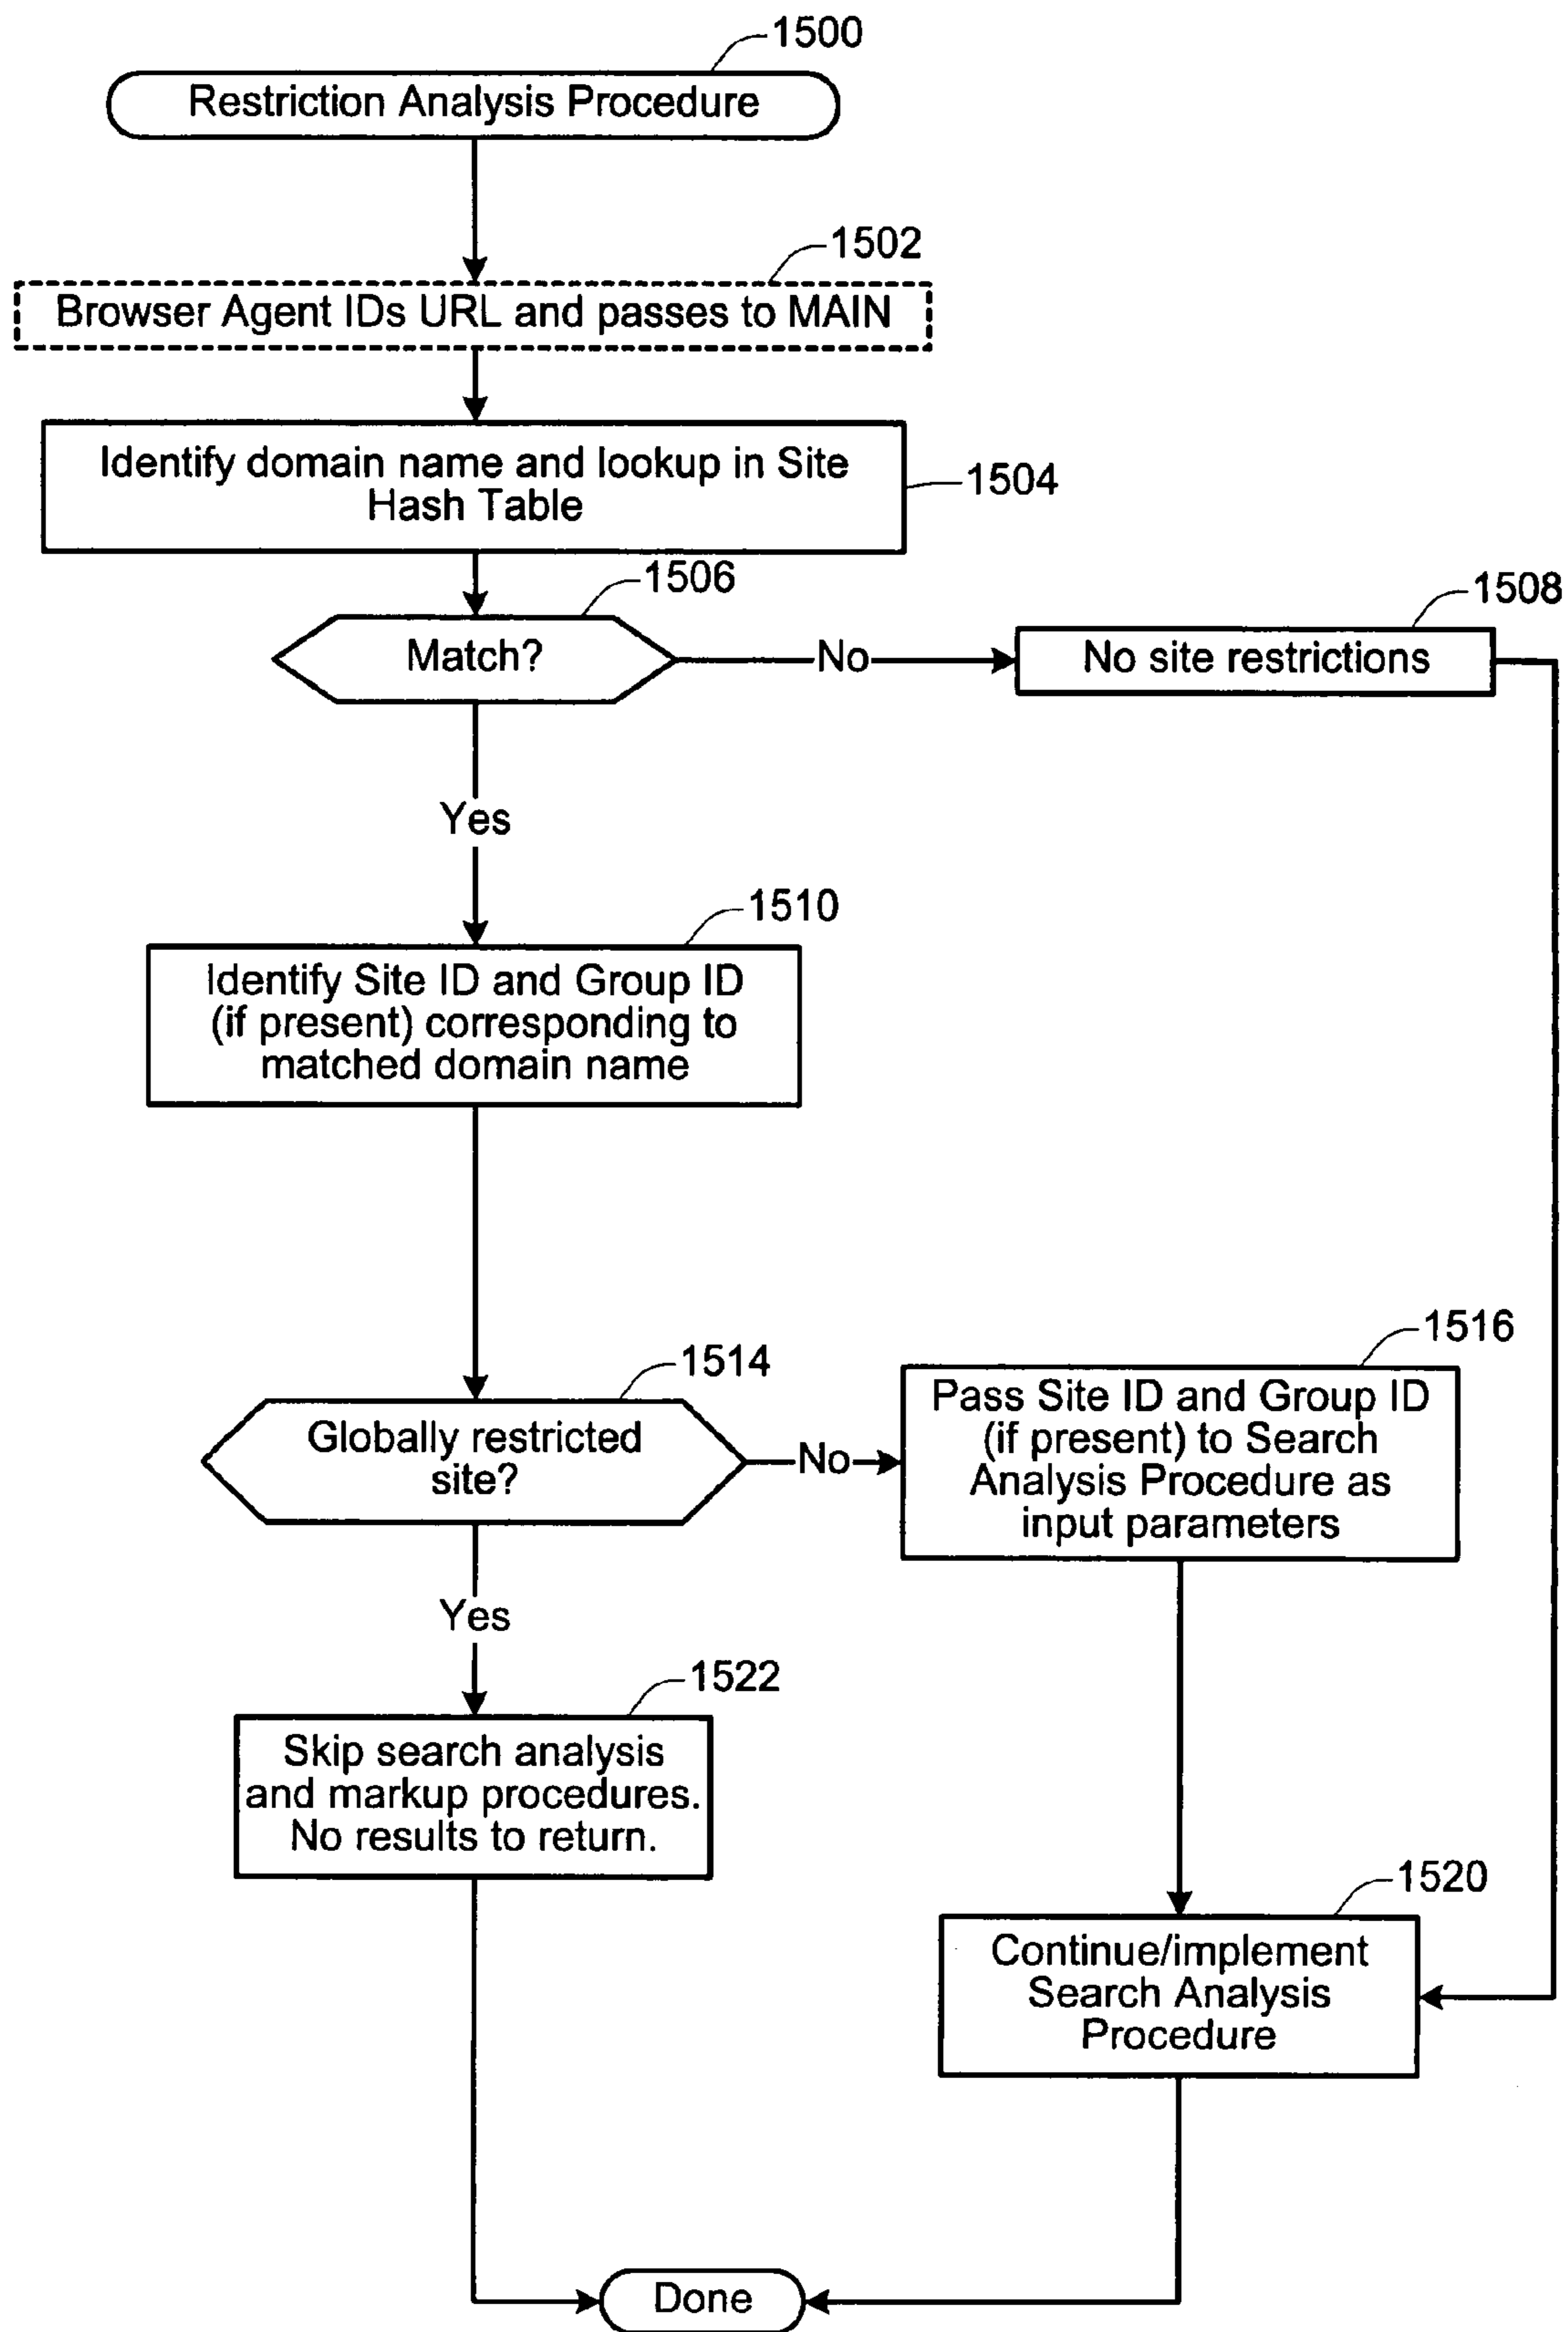 1500
Restriction Analysis Procedure
1502
Browser Agent IDs URL and passes to MAIN
Identify domain name and lookup in Site
Hash Table
1504
1506
Match?
No
1508
No site restrictions
Yes
1510
Identify Site ID and Group ID
(if present) corresponding to
matched domain name
1514
Globally restricted
site?
No
1516
Pass Site ID and Group ID
(if present) to Search
Analysis Procedure as
input parameters
Yes
1522
Skip search analysis
and markup procedures.
No results to return.
1520
Continue/implement
Search Analysis
Procedure
Done